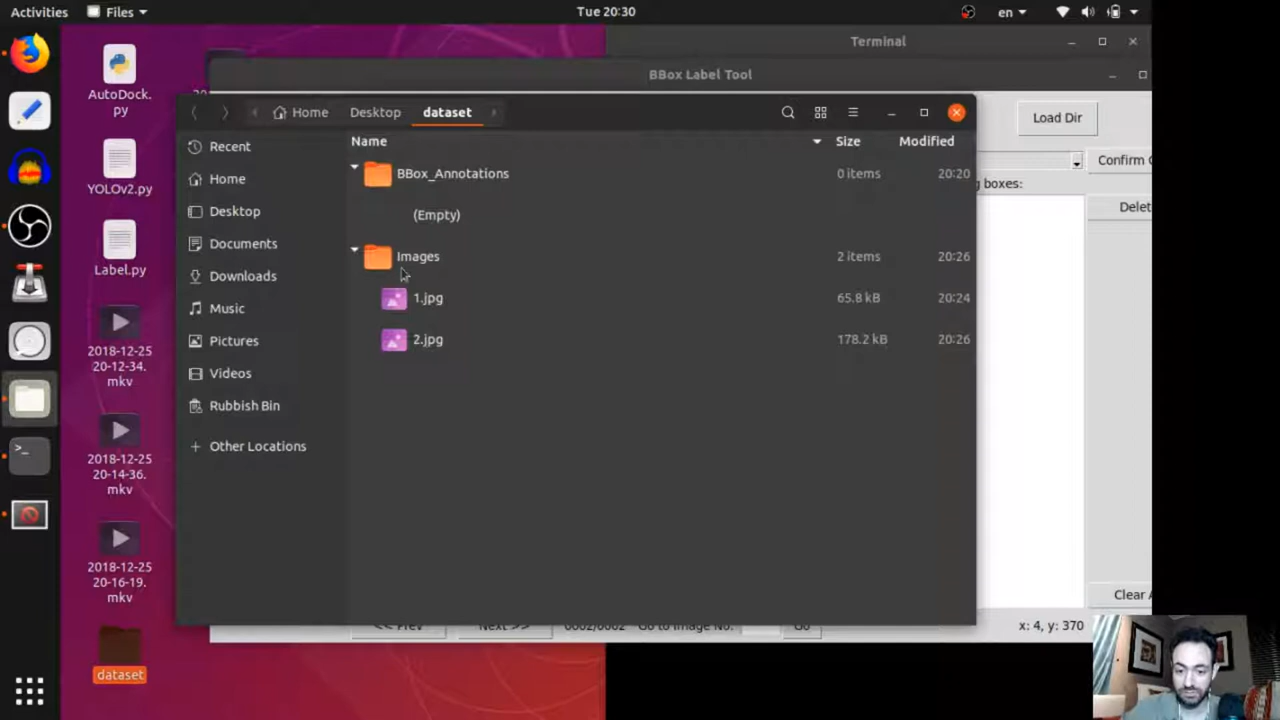 Activities
Files
Tue 20:30
en
Terminal
BBox Label Tool
AutoDock.
py
YOLOv2.py
Label.py
2018-12-25
20-12-34.
mkv
2018-12-25
20-14-36.
mkv
2018-12-25
20-16-19.
mkv
dataset
Home
Desktop
dataset
Recent
Home
Desktop
Documents
Downloads
Music
Pictures
Videos
Rubbish Bin
+ Other Locations
Name
Size
Modified
BBox_Annotations
0 items
20:20
(Empty)
Images
2 items
20:26
1.jpg
65.8 kB
20:24
2.jpg
178.2 kB
20:26
Load Dir
Confirm
g boxes:
Delet
Clear
<< Prev
Next >>
0002/0002
Go to Image No.
Go
x: 4, y: 370